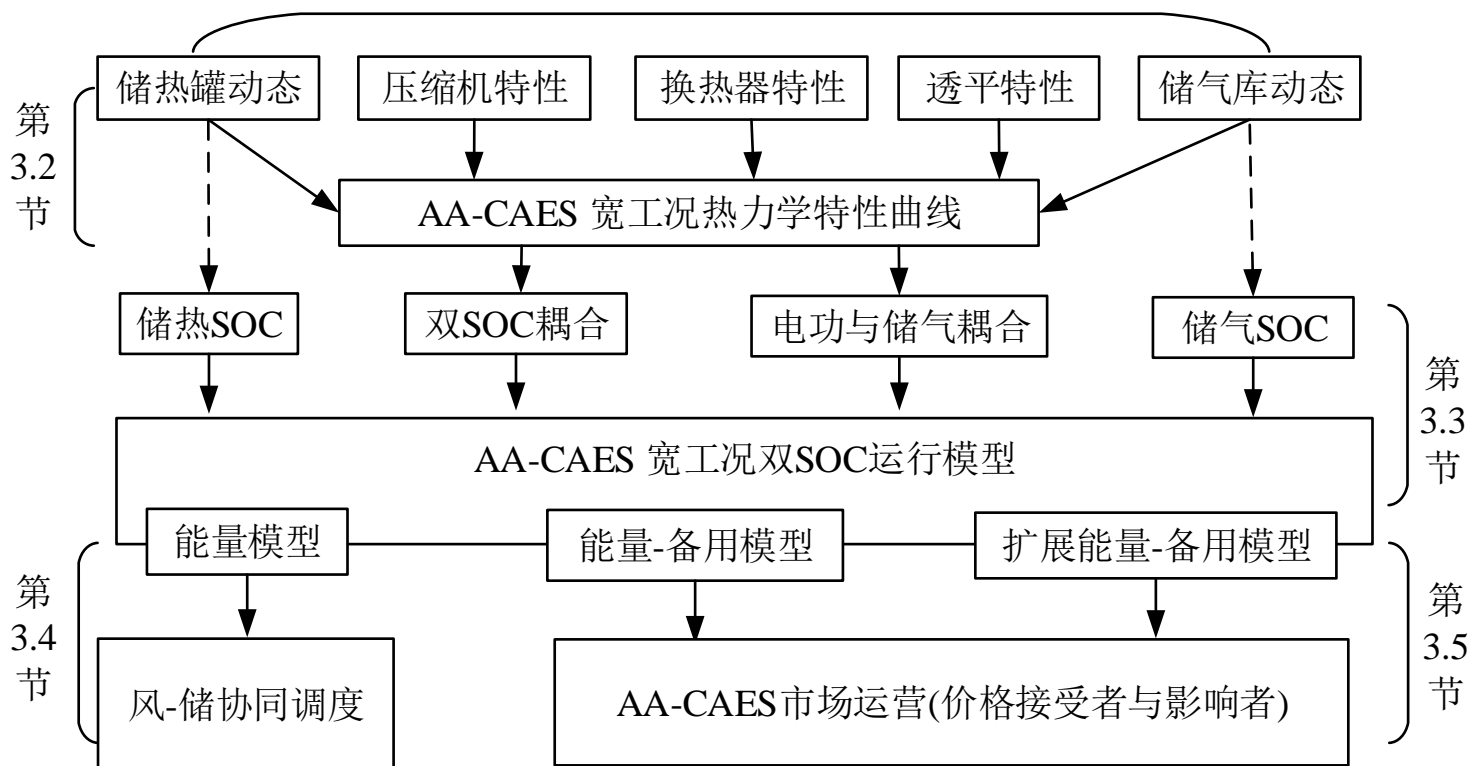 储热罐动态
压缩机特性
换热器特性
透平特性
储气库动态
第
3.2
节
AA-CAES 宽工况热力学特性曲线
储热SOC
双SOC耦合
电功与储气耦合
储气SOC
第
3.3
节
AA-CAES 宽工况双SOC运行模型
能量模型
能量-备用模型
扩展能量-备用模型
第
3.4
节
风-储协同调度
AA-CAES市场运营(价格接受者与影响者)
第
3.5
节